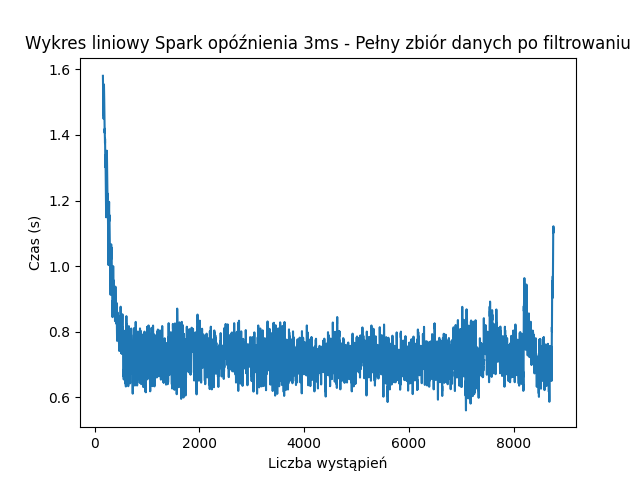 Wykres liniowy Spark opóźnienia 3ms - Pełny zbiór danych po filtrowaniu
1.6
1.4
1.2
1.0
0.8
0.6
Czas (s)
0 2000 4000 6000 8000
Liczba wystąpień